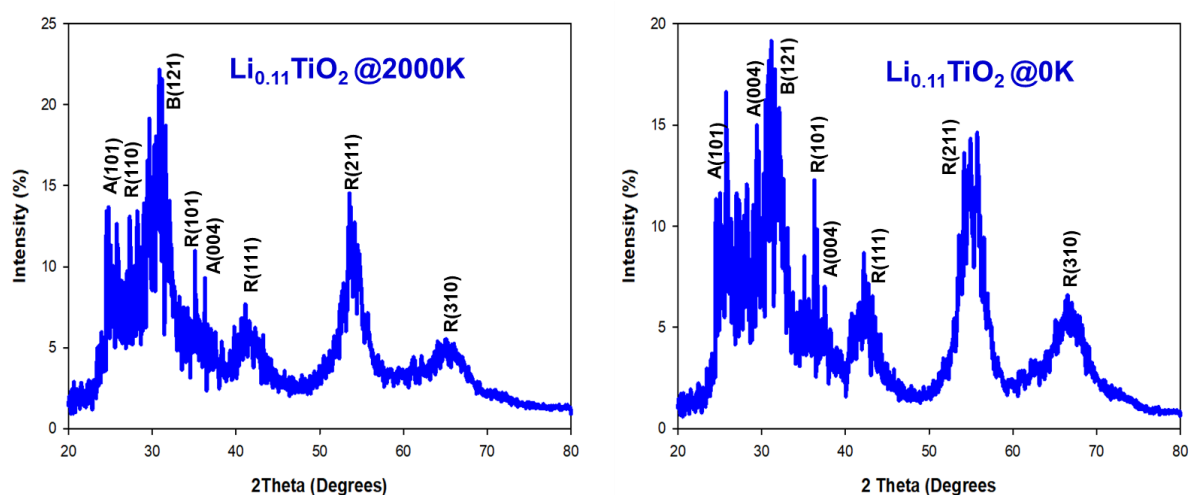 Li0.11TiO2 @2000K
Intensity (%)
25
20
15
10
5
0
A(101)
R(110)
B(121)
R(101)
A(004)
R(111)
R(211)
R(310)
20 30 40 50 60 70 80
2Theta (Degrees)
Li0.11TiO2 @0K
Intensity (%)
20
15
10
5
0
A(101)
A(004)
B(121)
R(101)
A(004)
R(111)
R(211)
R(310)
20 30 40 50 60 70 80
2 Theta (Degrees